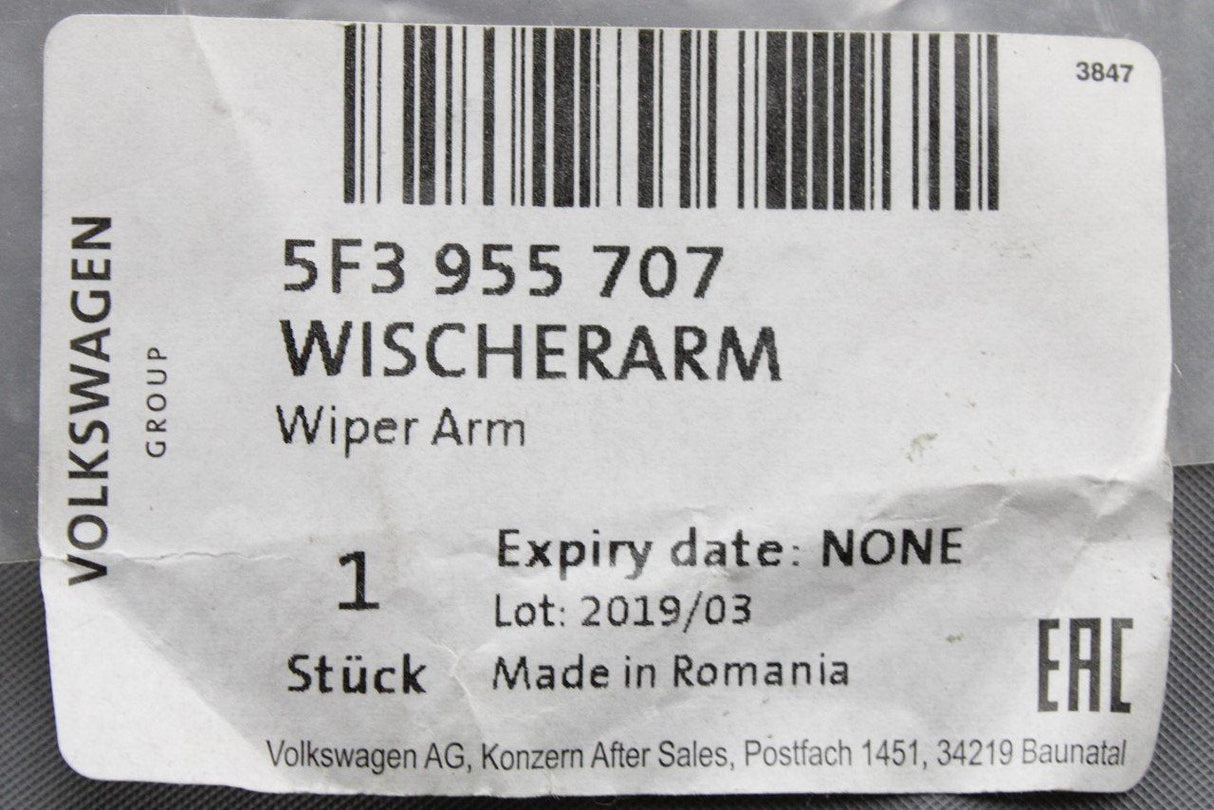 3847
VOLKSWAGEN
GROUP
5F3 955 707
WISCHERARM
Wiper Arm
1
Stück
Expiry date: NONE
Lot: 2019/03
Made in Romania
EAC
Volkswagen AG, Konzern After Sales, Postfach 1451, 34219 Baunatal